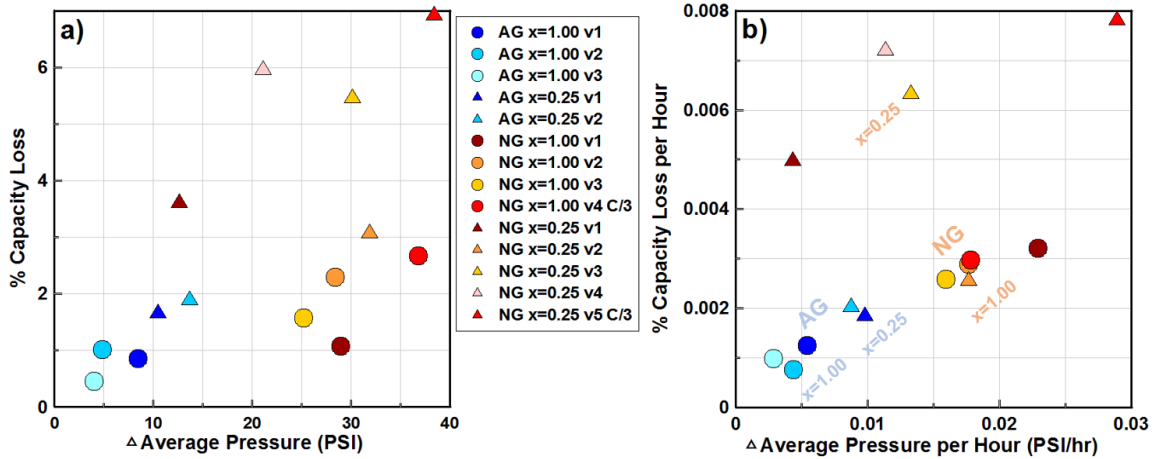 a)
6
4
2
0
% Capacity Loss
0 10 20 30 40
△ Average Pressure (PSI)
AG x=1.00 v1
AG x=1.00 v2
AG x=1.00 v3
AG x=0.25 v1
AG x=0.25 v2
NG x=1.00 v1
NG x=1.00 v2
NG x=1.00 v3
NG x=1.00 v4 C/3
NG x=0.25 v1
NG x=0.25 v2
NG x=0.25 v3
NG x=0.25 v4
NG x=0.25 v5 C/3
b)
0.008
0.006
0.004
0.002
0
% Capacity Loss per Hour
x=0.25
NG
x=1.00
AG
x=0.25
x=1.00
0 0.01 0.02 0.03
△ Average Pressure per Hour (PSI/hr)